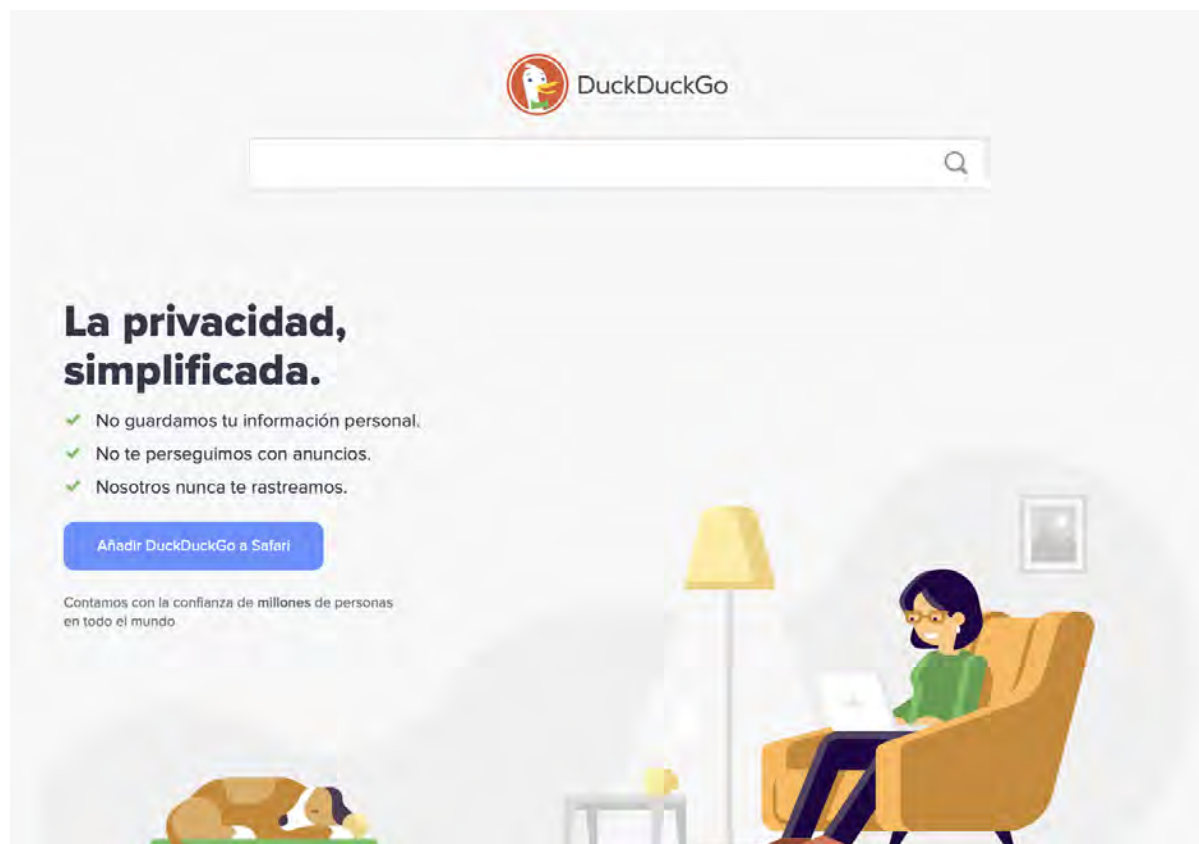 DuckDuckGo
La privacidad,
simplificada.
No guardamos tu información personal.
No te perseguimos con anuncios.
Nosotros nunca te rastreamos.
Añadir DuckDuckGo a Safari
Contamos con la confianza de millones de personas
en todo el mundo